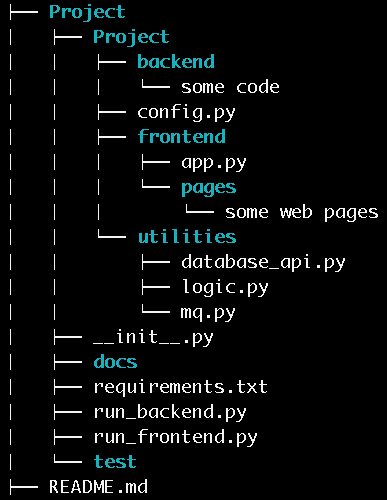 ├── Project
│   ├── Project
│   │   ├── backend
│   │   │   └── some code
│   │   ├── config.py
│   │   ├── frontend
│   │   │   ├── app.py
│   │   │   └── pages
│   │   │       └── some web pages
│   │   └── utilities
│   │       ├── database_api.py
│   │       ├── logic.py
│   │       └── mq.py
│   ├── __init__.py
│   ├── docs
│   ├── requirements.txt
│   ├── run_backend.py
│   ├── run_frontend.py
│   └── test
├── README.md